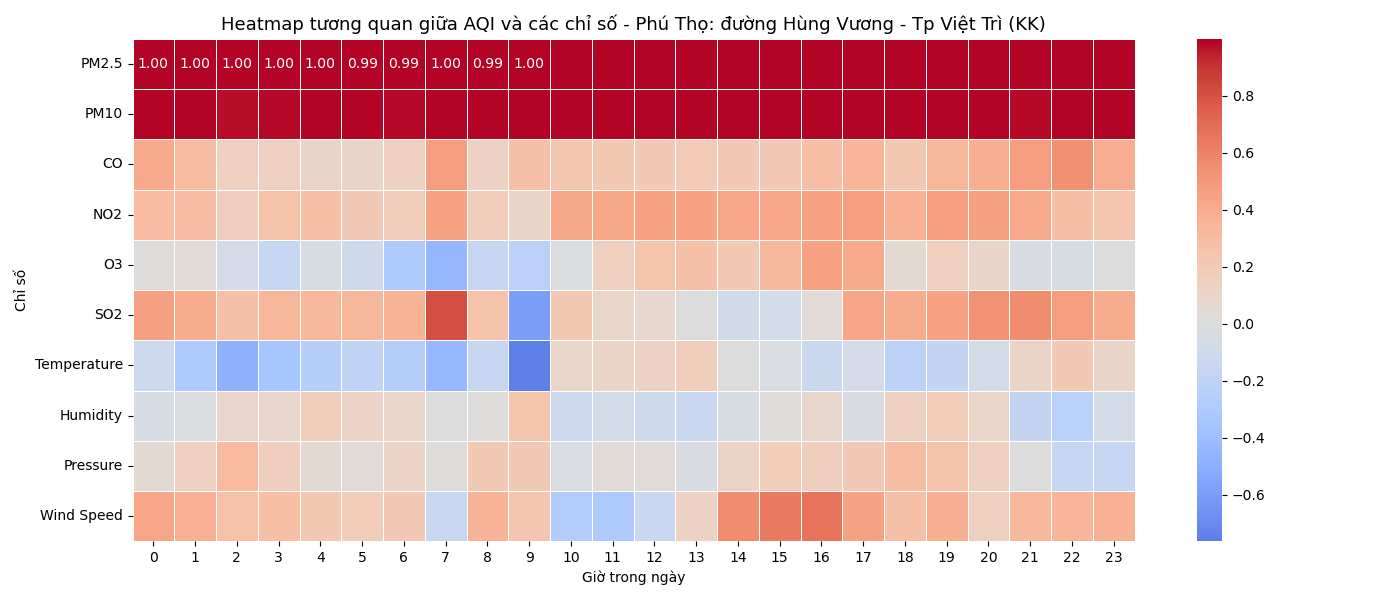 Heatmap tương quan giữa AQI và các chỉ số - Phú Thọ: đường Hùng Vương - Tp Việt Trì (KK)
Chỉ số
PM2.5
1.00 1.00 1.00 1.00 1.00 0.99 0.99 1.00 0.99 1.00
PM10
CO
NO2
O3
SO2
Temperature
Humidity
Pressure
Wind Speed
0 1 2 3 4 5 6 7 8 9 10 11 12 13 14 15 16 17 18 19 20 21 22 23
Giờ trong ngày
0.8
0.6
0.4
0.2
0.0
−0.2
−0.4
−0.6